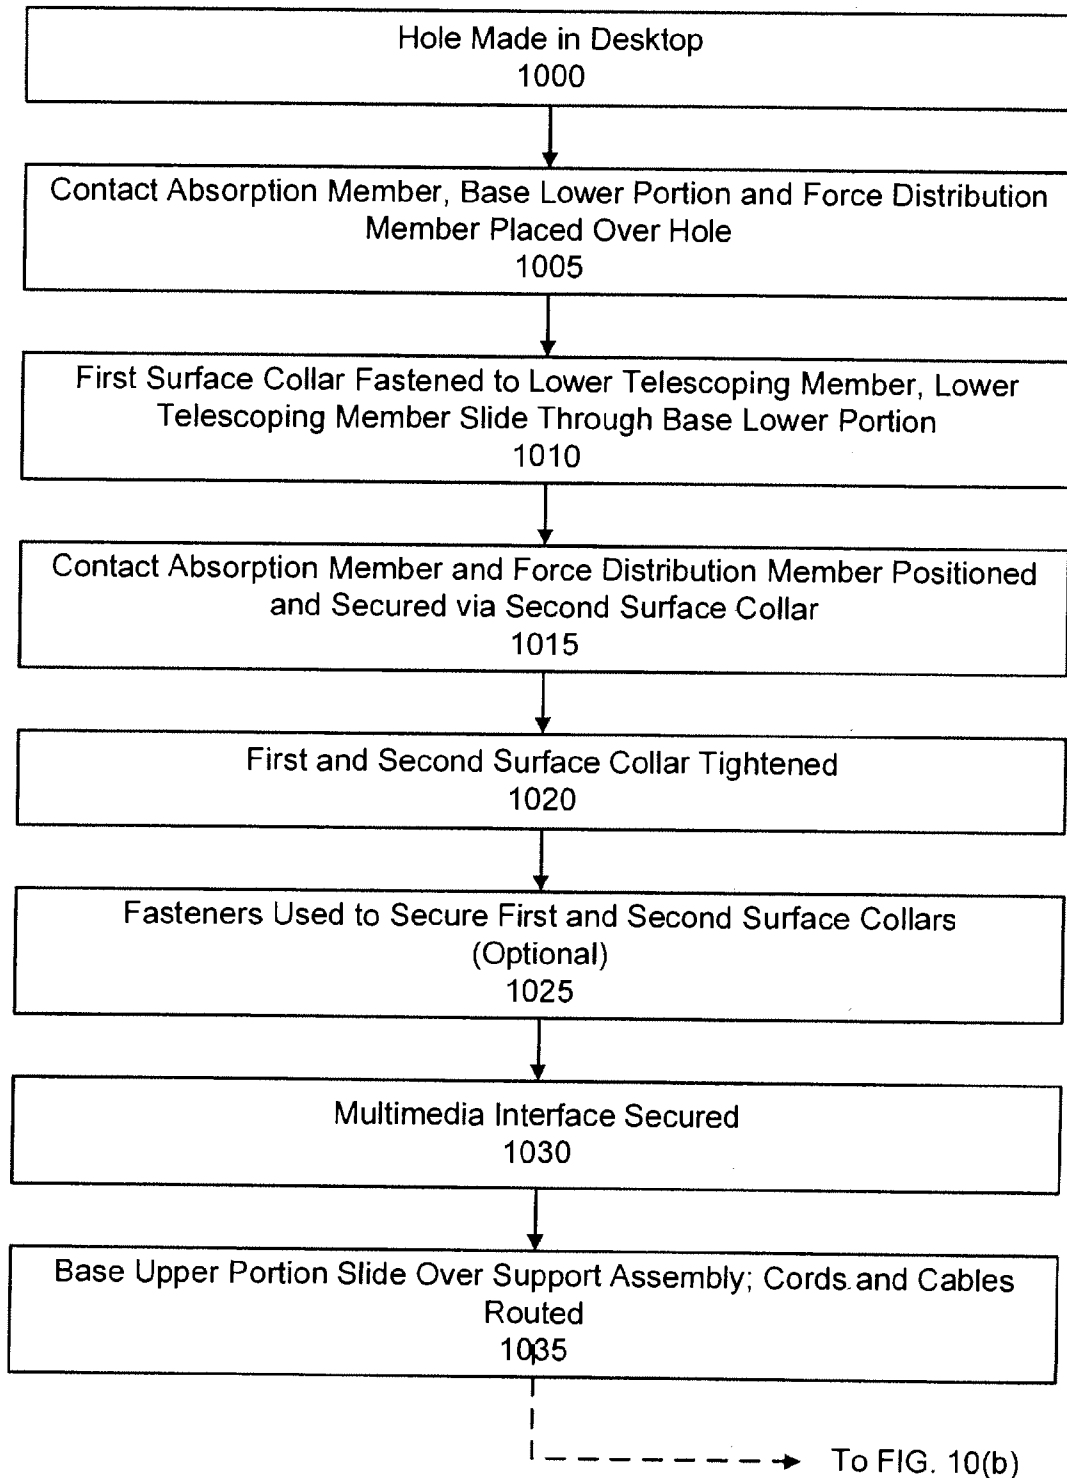 Hole Made in Desktop
1000
Contact Absorption Member, Base Lower Portion and Force Distribution
Member Placed Over Hole
1005
First Surface Collar Fastened to Lower Telescoping Member, Lower
Telescoping Member Slide Through Base Lower Portion
1010
Contact Absorption Member and Force Distribution Member Positioned
and Secured via Second Surface Collar
1015
First and Second Surface Collar Tightened
1020
Fasteners Used to Secure First and Second Surface Collars
(Optional)
1025
Multimedia Interface Secured
1030
Base Upper Portion Slide Over Support Assembly; Cords and Cables
Routed
1035
To FIG. 10(b)